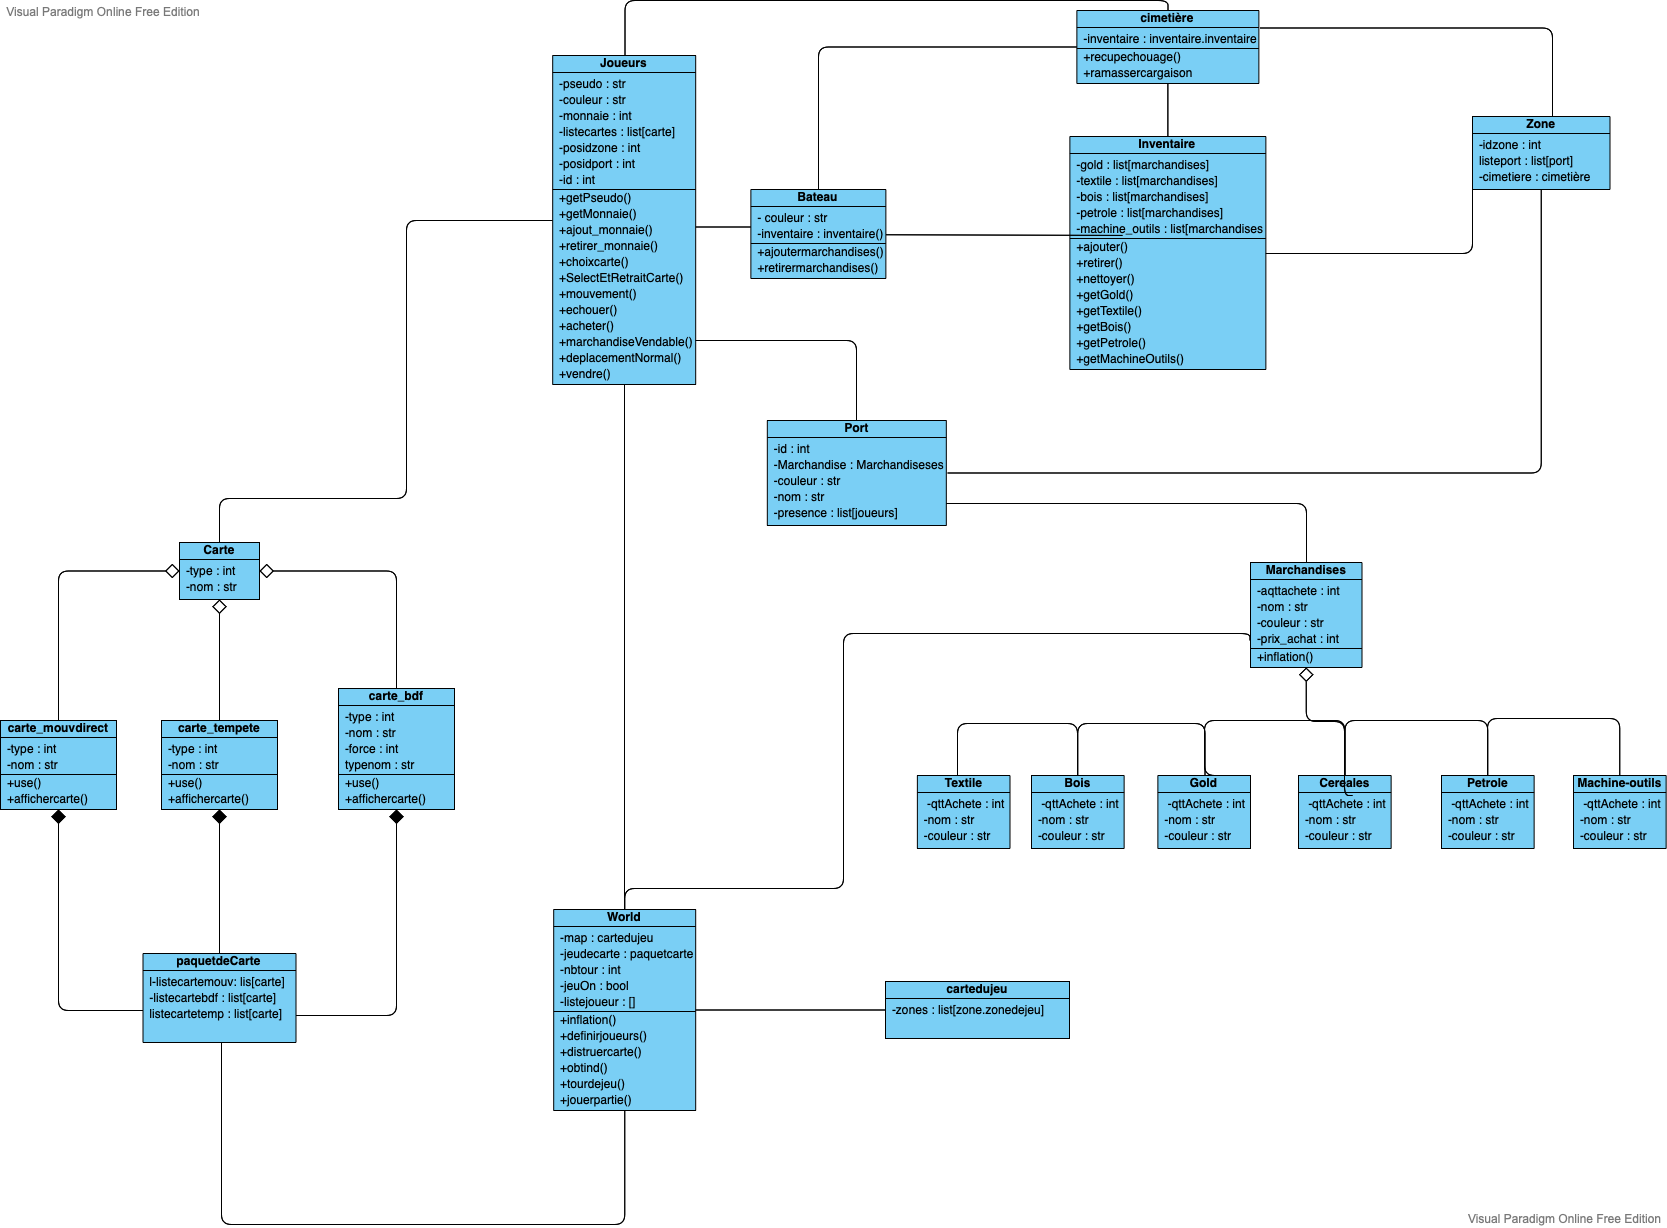 Visual Paradigm Online Free Edition
cimetière
-inventaire : inventaire.inventaire
+recupechouage()
+ramassercargaison
Joueurs
-pseudo : str
-couleur : str
-monnaie : int
-listecartes : list[carte]
-posidzone : int
-posidport : int
-id : int
+getPseudo()
+getMonnaie()
+ajout_monnaie()
+retirer_monnaie()
+choixcarte()
+SelectEtRetraitCarte()
+mouvement()
+echouer()
+acheter()
+marchandiseVendable()
+deplacementNormal()
+vendre()
Zone
-idzone : int
listeport : list[port]
-cimetiere : cimetière
Inventaire
-gold : list[marchandises]
-textile : list[marchandises]
-bois : list[marchandises]
-petrole : list[marchandises]
-machine_outils : list[marchandises
+ajouter()
+retirer()
+nettoyer()
+getGold()
+getTextile()
+getBois()
+getPetrole()
+getMachineOutils()
Bateau
- couleur : str
-inventaire : inventaire()
+ajoutermarchandises()
+retirermarchandises()
Port
-id : int
-Marchandise : Marchandiseses
-couleur : str
-nom : str
-presence : list[joueurs]
Carte
-type : int
-nom : str
Marchandises
-aqttachete : int
-nom : str
-couleur : str
-prix_achat : int
+inflation()
carte_mouvdirect
-type : int
-nom : str
+use()
+affichercarte()
carte_tempete
-type : int
-nom : str
+use()
+affichercarte()
carte_bdf
-type : int
-nom : str
-force : int
typenom : str
+use()
+affichercarte()
Textile
-qttAchete : int
-nom : str
-couleur : str
Bois
-qttAchete : int
-nom : str
-couleur : str
Gold
-qttAchete : int
-nom : str
-couleur : str
Cereales
-qttAchete : int
-nom : str
-couleur : str
Petrole
-qttAchete : int
-nom : str
-couleur : str
Machine-outils
-qttAchete : int
-nom : str
-couleur : str
paquetdeCarte
l-listecartemouv: lis[carte]
-listecartebdf : list[carte]
listecartetemp : list[carte]
World
-map : cartedujeu
-jeudecarte : paquetcarte
-nbtour : int
-jeuOn : bool
-listejoueur : []
+inflation()
+definirjoueurs()
+distruercarte()
+obtind()
+tourdejeu()
+jouerpartie()
cartedujeu
-zones : list[zone.zonedejeu]
Visual Paradigm Online Free Edition